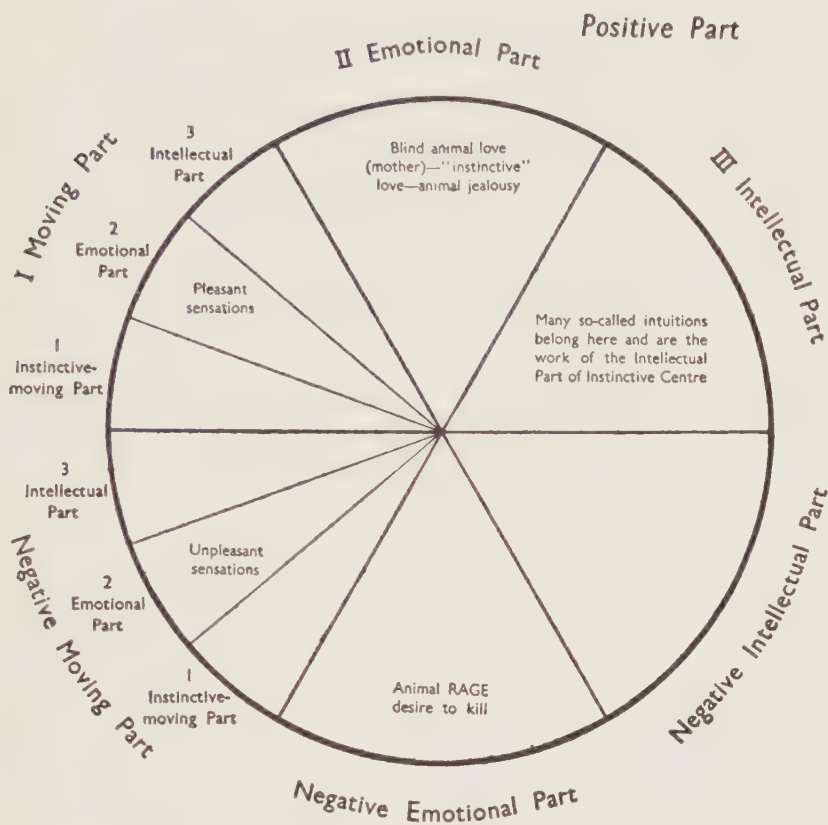 Positive Part
II Emotional Part
I Moving Part
III Intellectual Part
3
Intellectual
Part
2
Emotional
Part
1
Instinctive-
moving Part
Blind animal love
(mother)—"instinctive"
love—animal jealousy
Pleasant
sensations
Many so-called intuitions
belong here and are the
work of the Intellectual
Part of Instinctive Centre
3
Intellectual
Part
2
Emotional
Part
1
Instinctive-
moving Part
Unpleasant
sensations
Animal RAGE
desire to kill
Negative Moving Part
Negative Emotional Part
Negative Intellectual Part